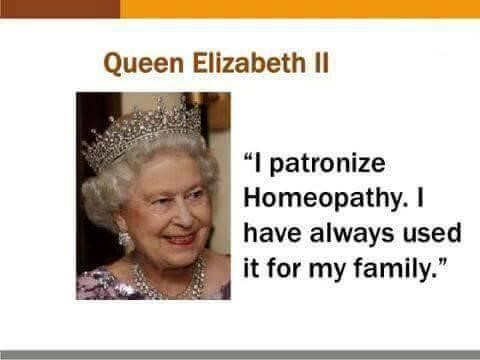 Queen Elizabeth II
“I patronize
Homeopathy. I
have always used
it for my family.”